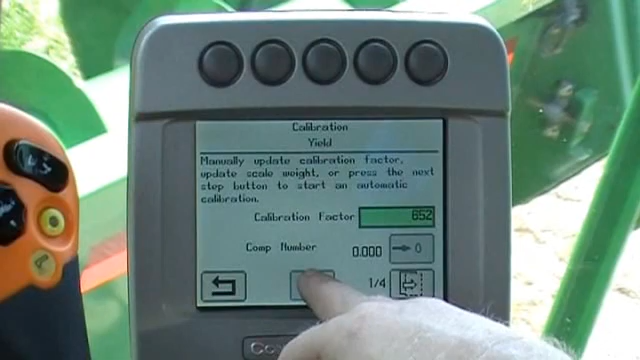 Calibration
Yield
Manually update calibration factor,
update scale weight, or press the next
step button to start an automatic
calibration.
Calibration Factor 652
Comp Number 0.000 0
1/4